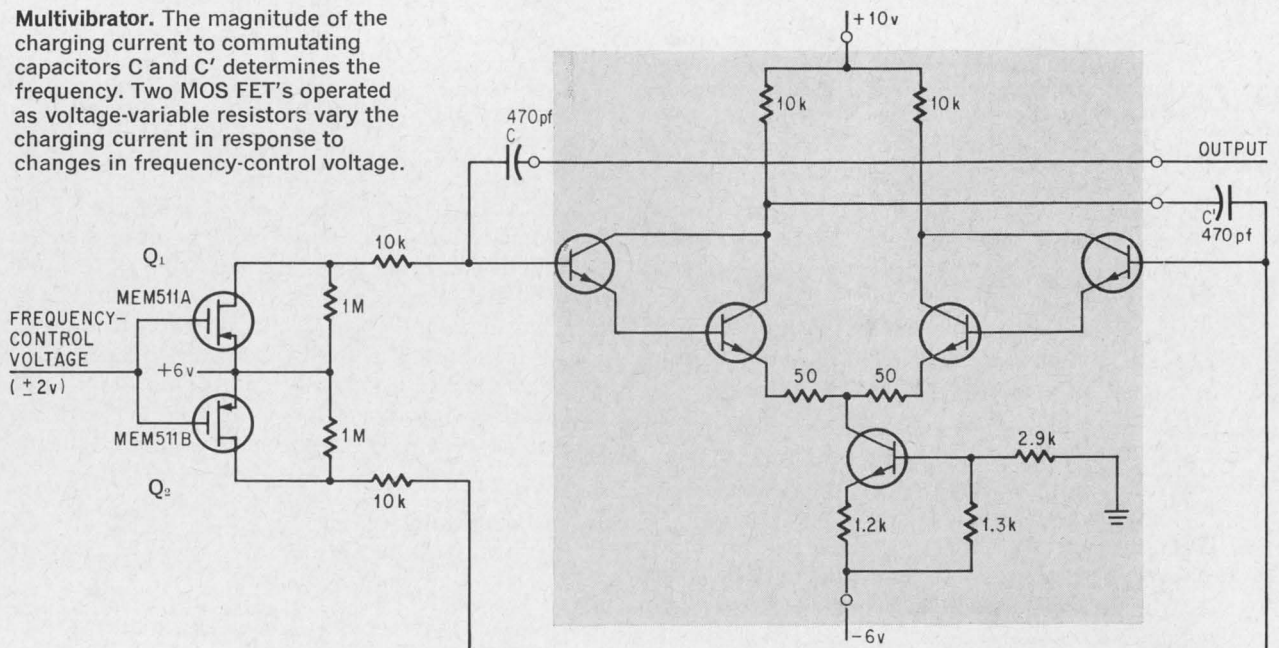 Multivibrator. The magnitude of the
charging current to commutating
capacitors C and C' determines the
frequency. Two MOS FET's operated
as voltage-variable resistors vary the
charging current in response to
changes in frequency-control voltage.
+10v
10k
10k
470pf
C
OUTPUT
C'
470pf
10k
Q₁
MEM511A
1M
FREQUENCY-
CONTROL
VOLTAGE
(±2v)
+6v
50
50
MEM511B
1M
2.9k
Q₂
10k
1.2k
1.3k
−6v